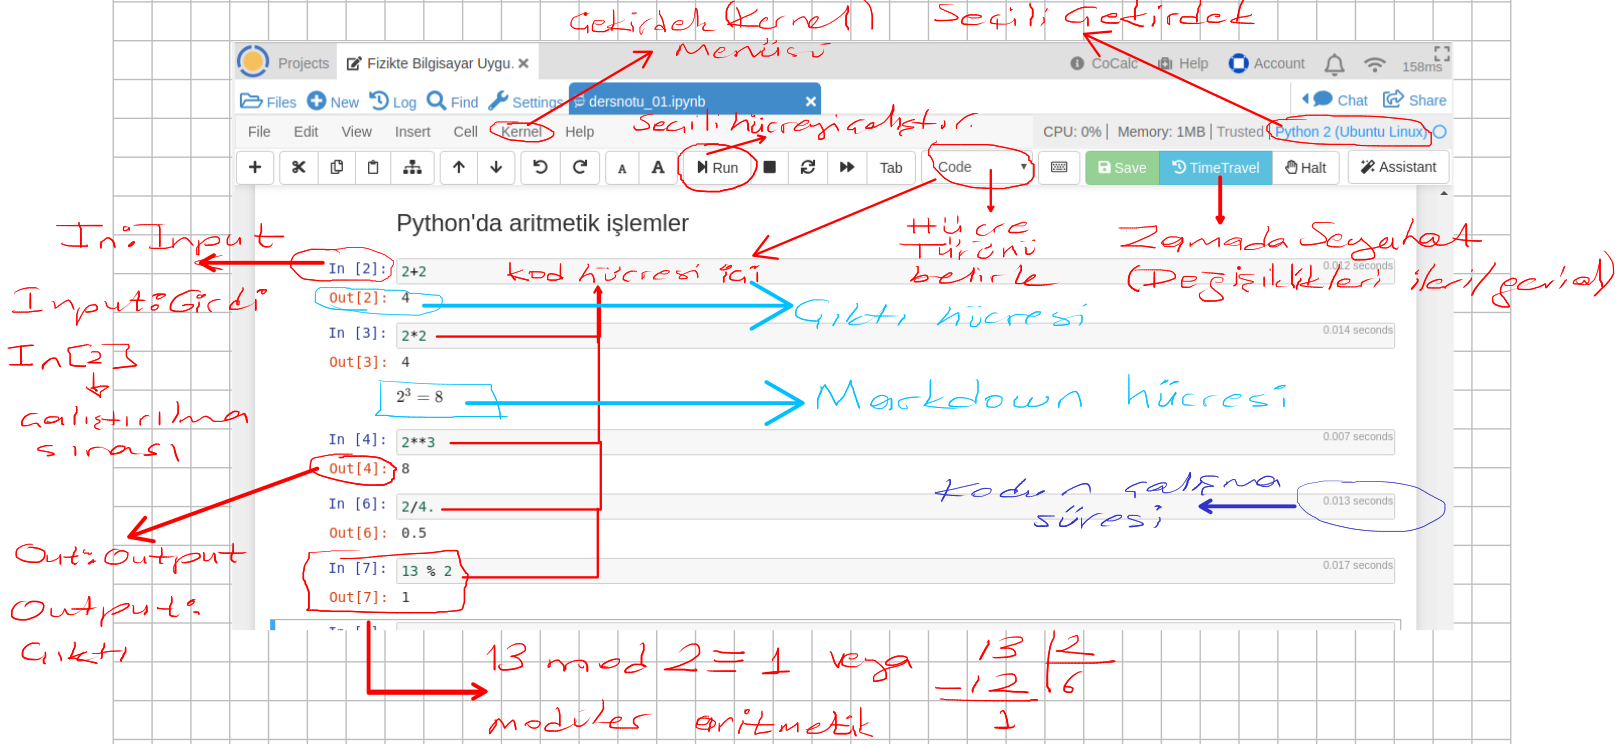 Çekirdek (Kernel)
Menüsü
Seçili Çekirdek
Projects
Fizikte Bilgisayar Uygu.
CoCalc
Help
Account
158ms
Files
New
Log
Find
Settings
dersnotu_01.ipynb
Chat
Share
File Edit View Insert Cell Kernel Help
Seçili hücreyi çalıştır.
CPU: 0% | Memory: 1MB | Trusted | Python 2 (Ubuntu Linux)
A A Run Tab Code Save TimeTravel Halt Assistant
Python'da aritmetik işlemler
Hücre
Türünü
belirle
Zamada Seyahat
(Değişiklikleri ileri/geri al)
In: Input
Input: Girdi
In[2]
çalıştırılma
sırası
In [2]: 2+2
0.012 seconds
kod hücresi içi
Out[2]: 4
Çıktı hücresi
In [3]: 2*2
0.014 seconds
Out[3]: 4
2³ = 8
Markdown hücresi
In [4]: 2**3
0.007 seconds
Out[4]: 8
In [6]: 2/4.
0.013 seconds
Kodun çalışma
süresi
Out[6]: 0.5
In [7]: 13 % 2
0.017 seconds
Out[7]: 1
Out: Output
Output:
Çıktı
13 mod 2 ≡ 1 veya
modüler aritmetik
13 2
-12 6
1